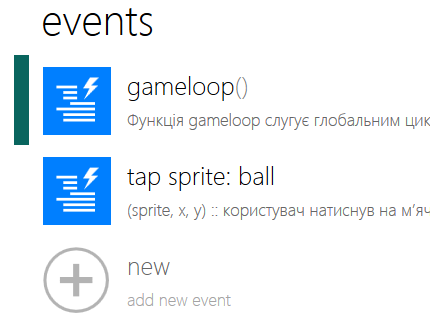 events
gameloop()
Функція gameloop слугує глобальним цик
tap sprite: ball
(sprite, x, y) :: користувач натиснув на м'яч
new
add new event